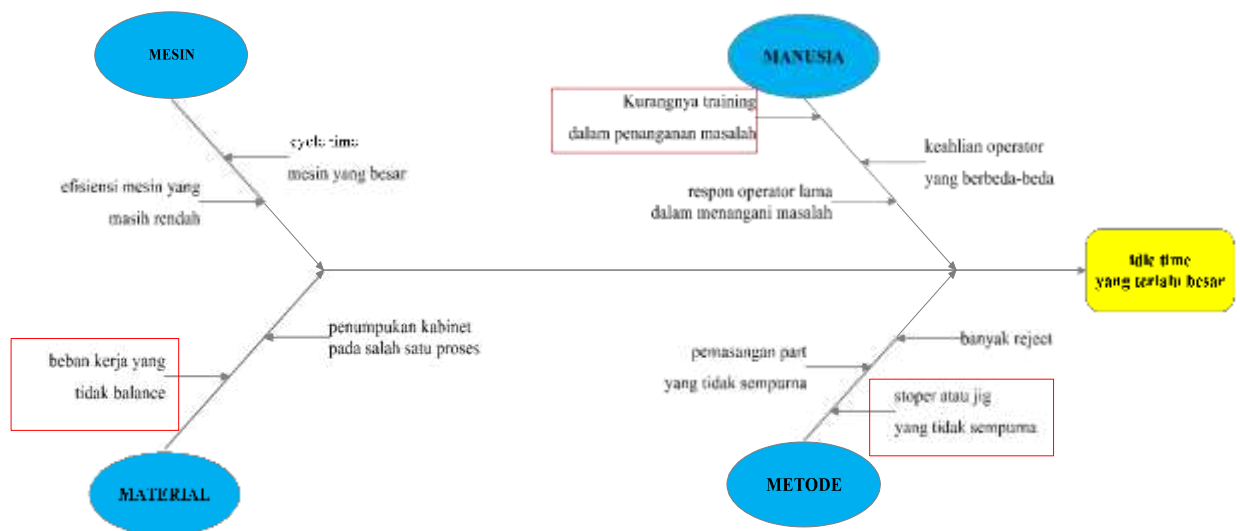 MESIN
MANUSIA
Kurangnya training
dalam penanganan masalah
cycle time
mesin yang besar
keahlian operator
yang berbeda-beda
efisiensi mesin yang
masih rendah
respon operator lama
dalam menangani masalah
idle time
yang terlalu besar
penumpukan kabinet
pada salah satu proses
banyak reject
beban kerja yang
tidak balance
pemasangan part
yang tidak sempurna
stoper atau jig
yang tidak sempurna
MATERIAL
METODE